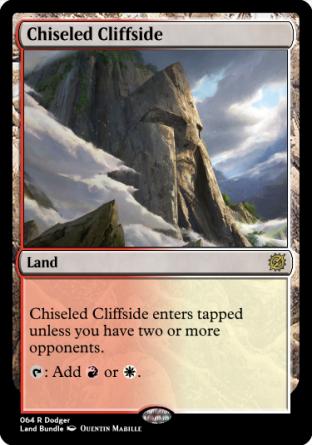 Chiseled Cliffside
Land
Chiseled Cliffside enters tapped
unless you have two or more
opponents.
: Add or .
064 R Dodger
Land Bundle QUENTIN MABILLE